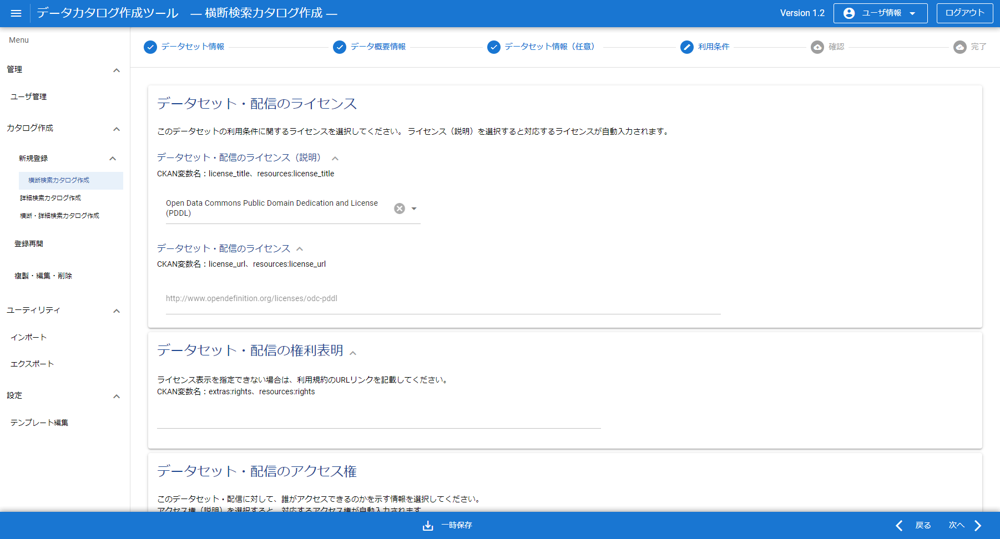 データカタログ作成ツール　― 横断検索カタログ作成 ―
Version 1.2
ユーザ情報
ログアウト
Menu
管理
ユーザ管理
カタログ作成
新規登録
横断検索カタログ作成
詳細検索カタログ作成
横断・詳細検索カタログ作成
登録再開
複製・編集・削除
ユーティリティ
インポート
エクスポート
設定
テンプレート編集
データセット情報
データ概要情報
データセット情報（任意）
利用条件
確認
完了
データセット・配信のライセンス
このデータセットの利用条件に関するライセンスを選択してください。 ライセンス（説明）を選択すると対応するライセンスが自動入力されます。
データセット・配信のライセンス（説明）
CKAN変数名：license_title、resources:license_title
Open Data Commons Public Domain Dedication and License
(PDDL)
データセット・配信のライセンス
CKAN変数名：license_url、resources:license_url
http://www.opendefinition.org/licenses/odc-pddl
データセット・配信の権利表明
ライセンス表示を指定できない場合は、利用規約のURLリンクを記載してください。
CKAN変数名：extras:rights、resources:rights
データセット・配信のアクセス権
このデータセット・配信に対して、誰がアクセスできるのかを示す情報を選択してください。
アクセス権（説明）を選択すると、対応するアクセス権が自動入力されます。
一時保存
戻る
次へ